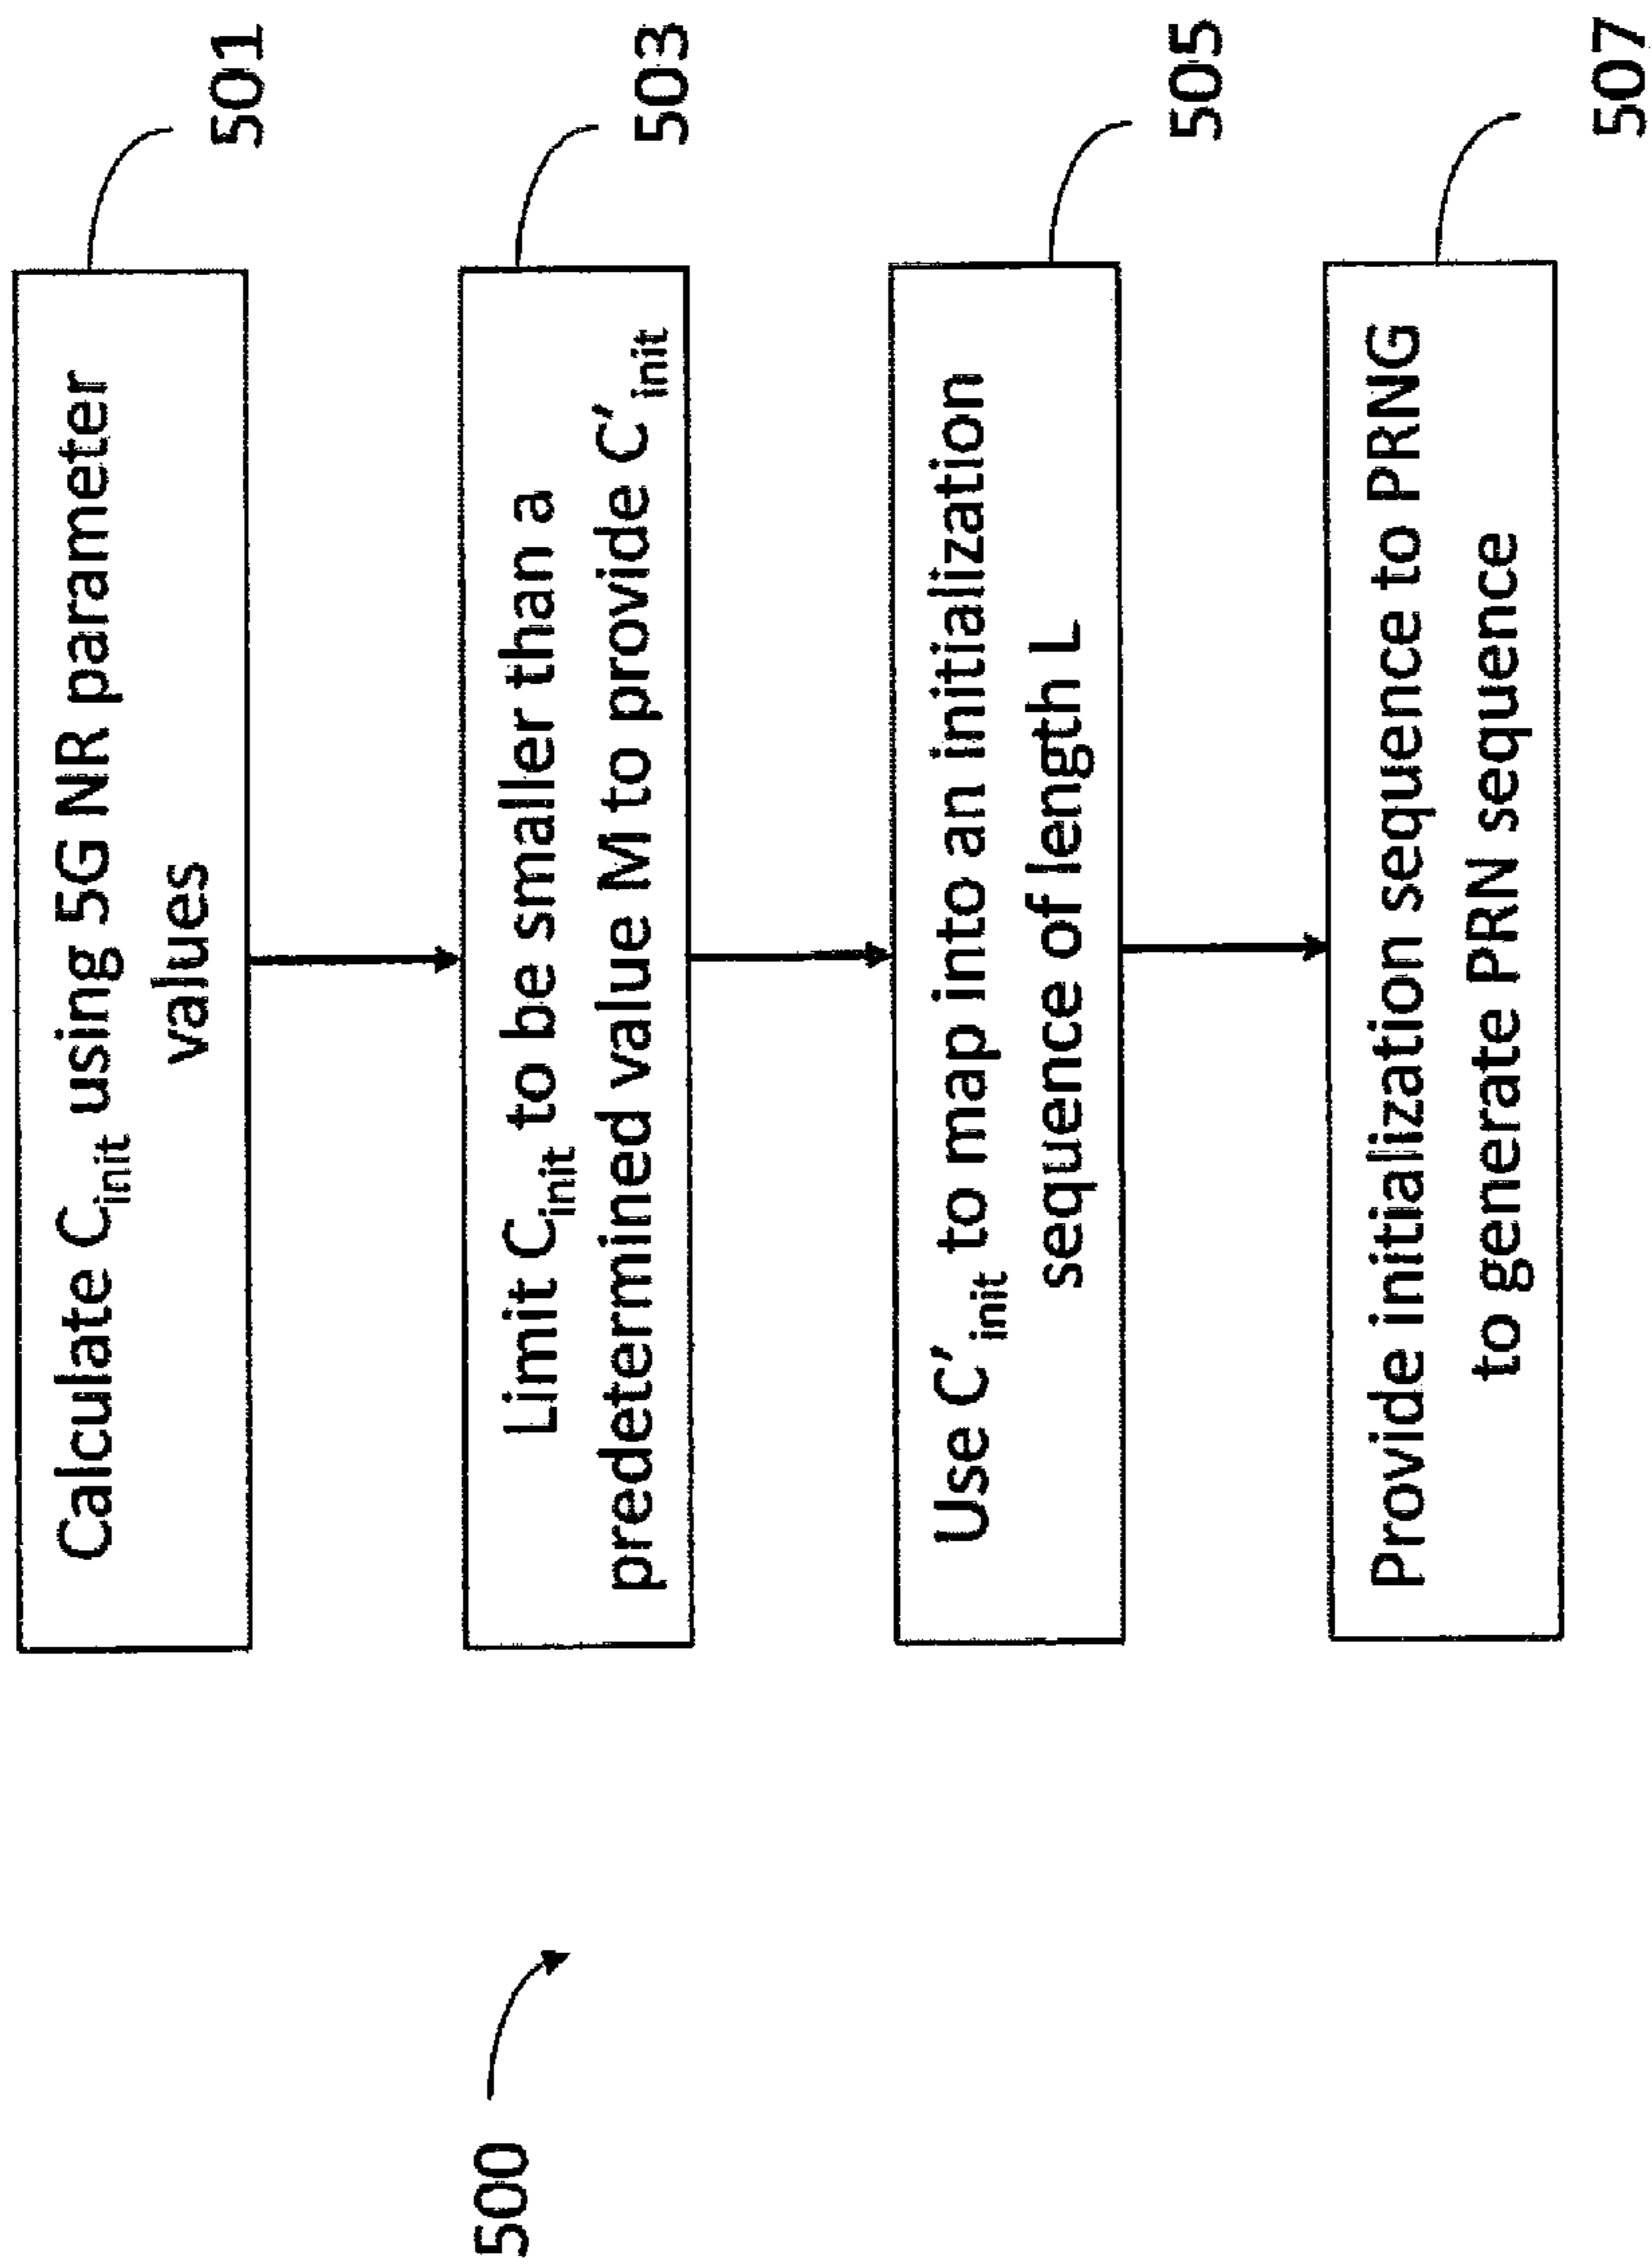 500
Calculate C_init using 5G NR parameter
values
501
Limit C_init to be smaller than a
predetermined value M to provide C'_init
503
Use C'_init to map into an initialization
sequence of length L
505
Provide initialization sequence to PRNG
to generate PRN sequence
507